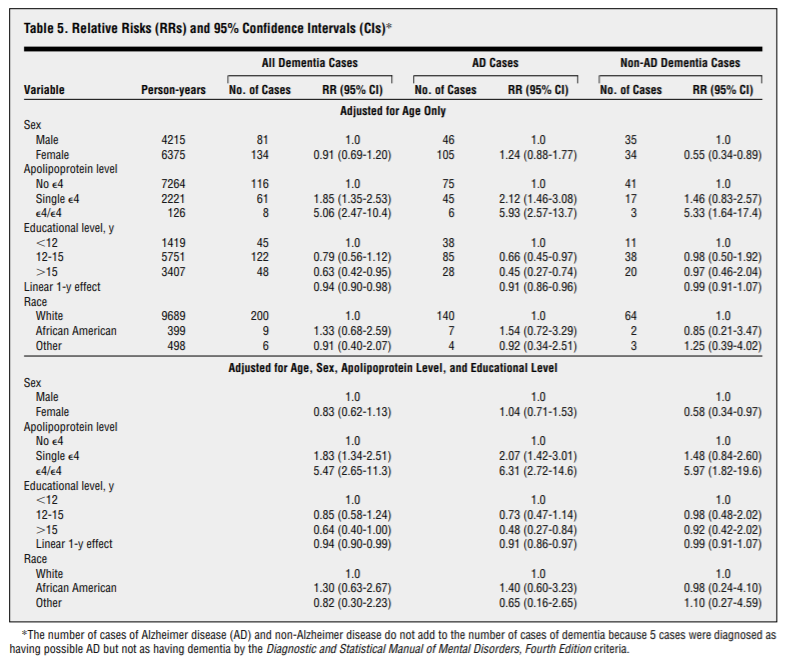 Table 5. Relative Risks (RRs) and 95% Confidence Intervals (CIs)*
All Dementia Cases AD Cases Non-AD Dementia Cases
Variable Person-years No. of Cases RR (95% CI) No. of Cases RR (95% CI) No. of Cases RR (95% CI)
Adjusted for Age Only
Sex
Male 4215 81 1.0 46 1.0 35 1.0
Female 6375 134 0.91 (0.69-1.20) 105 1.24 (0.88-1.77) 34 0.55 (0.34-0.89)
Apolipoprotein level
No ϵ4 7264 116 1.0 75 1.0 41 1.0
Single ϵ4 2221 61 1.85 (1.35-2.53) 45 2.12 (1.46-3.08) 17 1.46 (0.83-2.57)
ϵ4/ϵ4 126 8 5.06 (2.47-10.4) 6 5.93 (2.57-13.7) 3 5.33 (1.64-17.4)
Educational level, y
<12 1419 45 1.0 38 1.0 11 1.0
12-15 5751 122 0.79 (0.56-1.12) 85 0.66 (0.45-0.97) 38 0.98 (0.50-1.92)
>15 3407 48 0.63 (0.42-0.95) 28 0.45 (0.27-0.74) 20 0.97 (0.46-2.04)
Linear 1-y effect 0.94 (0.90-0.98) 0.91 (0.86-0.96) 0.99 (0.91-1.07)
Race
White 9689 200 1.0 140 1.0 64 1.0
African American 399 9 1.33 (0.68-2.59) 7 1.54 (0.72-3.29) 2 0.85 (0.21-3.47)
Other 498 6 0.91 (0.40-2.07) 4 0.92 (0.34-2.51) 3 1.25 (0.39-4.02)
Adjusted for Age, Sex, Apolipoprotein Level, and Educational Level
Sex
Male 1.0 1.0 1.0
Female 0.83 (0.62-1.13) 1.04 (0.71-1.53) 0.58 (0.34-0.97)
Apolipoprotein level
No ϵ4 1.0 1.0 1.0
Single ϵ4 1.83 (1.34-2.51) 2.07 (1.42-3.01) 1.48 (0.84-2.60)
ϵ4/ϵ4 5.47 (2.65-11.3) 6.31 (2.72-14.6) 5.97 (1.82-19.6)
Educational level, y
<12 1.0 1.0 1.0
12-15 0.85 (0.58-1.24) 0.73 (0.47-1.14) 0.98 (0.48-2.02)
>15 0.64 (0.40-1.00) 0.48 (0.27-0.84) 0.92 (0.42-2.02)
Linear 1-y effect 0.94 (0.90-0.99) 0.91 (0.86-0.97) 0.99 (0.91-1.07)
Race
White 1.0 1.0 1.0
African American 1.30 (0.63-2.67) 1.40 (0.60-3.23) 0.98 (0.24-4.10)
Other 0.82 (0.30-2.23) 0.65 (0.16-2.65) 1.10 (0.27-4.59)
*The number of cases of Alzheimer disease (AD) and non-Alzheimer disease do not add to the number of cases of dementia because 5 cases were diagnosed as
having possible AD but not as having dementia by the Diagnostic and Statistical Manual of Mental Disorders, Fourth Edition criteria.